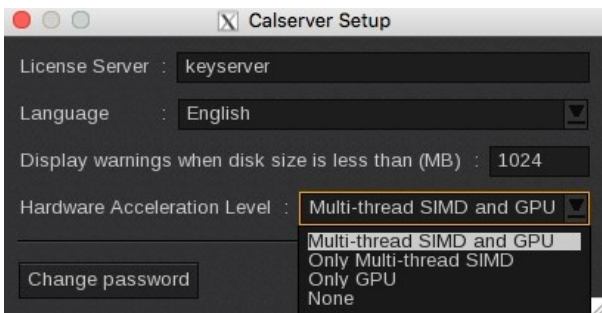 X Calserver Setup
License Server : keyserver
Language : English
Display warnings when disk size is less than (MB) : 1024
Hardware Acceleration Level : Multi-thread SIMD and GPU
Multi-thread SIMD and GPU
Only Multi-thread SIMD
Only GPU
None
Change password